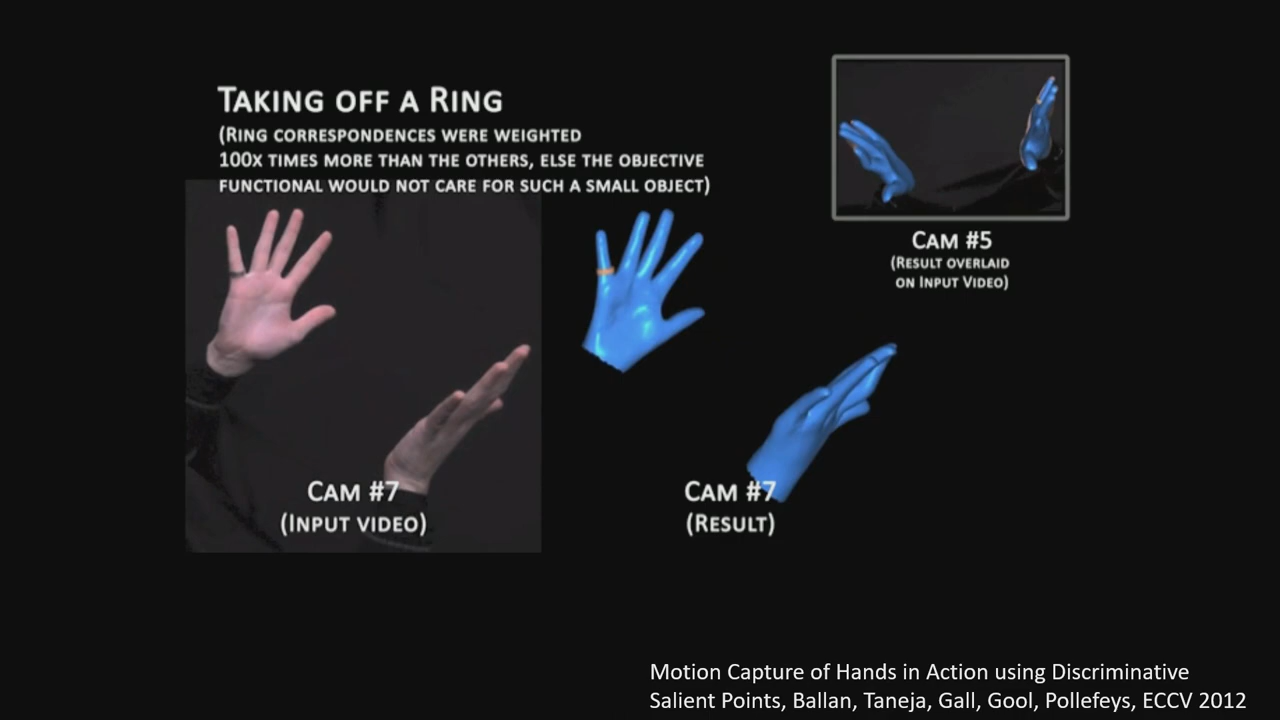 Taking off a Ring
(Ring correspondences were weighted
100x times more than the others, else the objective
functional would not care for such a small object)
Cam #5
(Result overlaid
on Input Video)
Cam #7
(Input video)
Cam #7
(Result)
Motion Capture of Hands in Action using Discriminative
Salient Points, Ballan, Taneja, Gall, Gool, Pollefeys, ECCV 2012